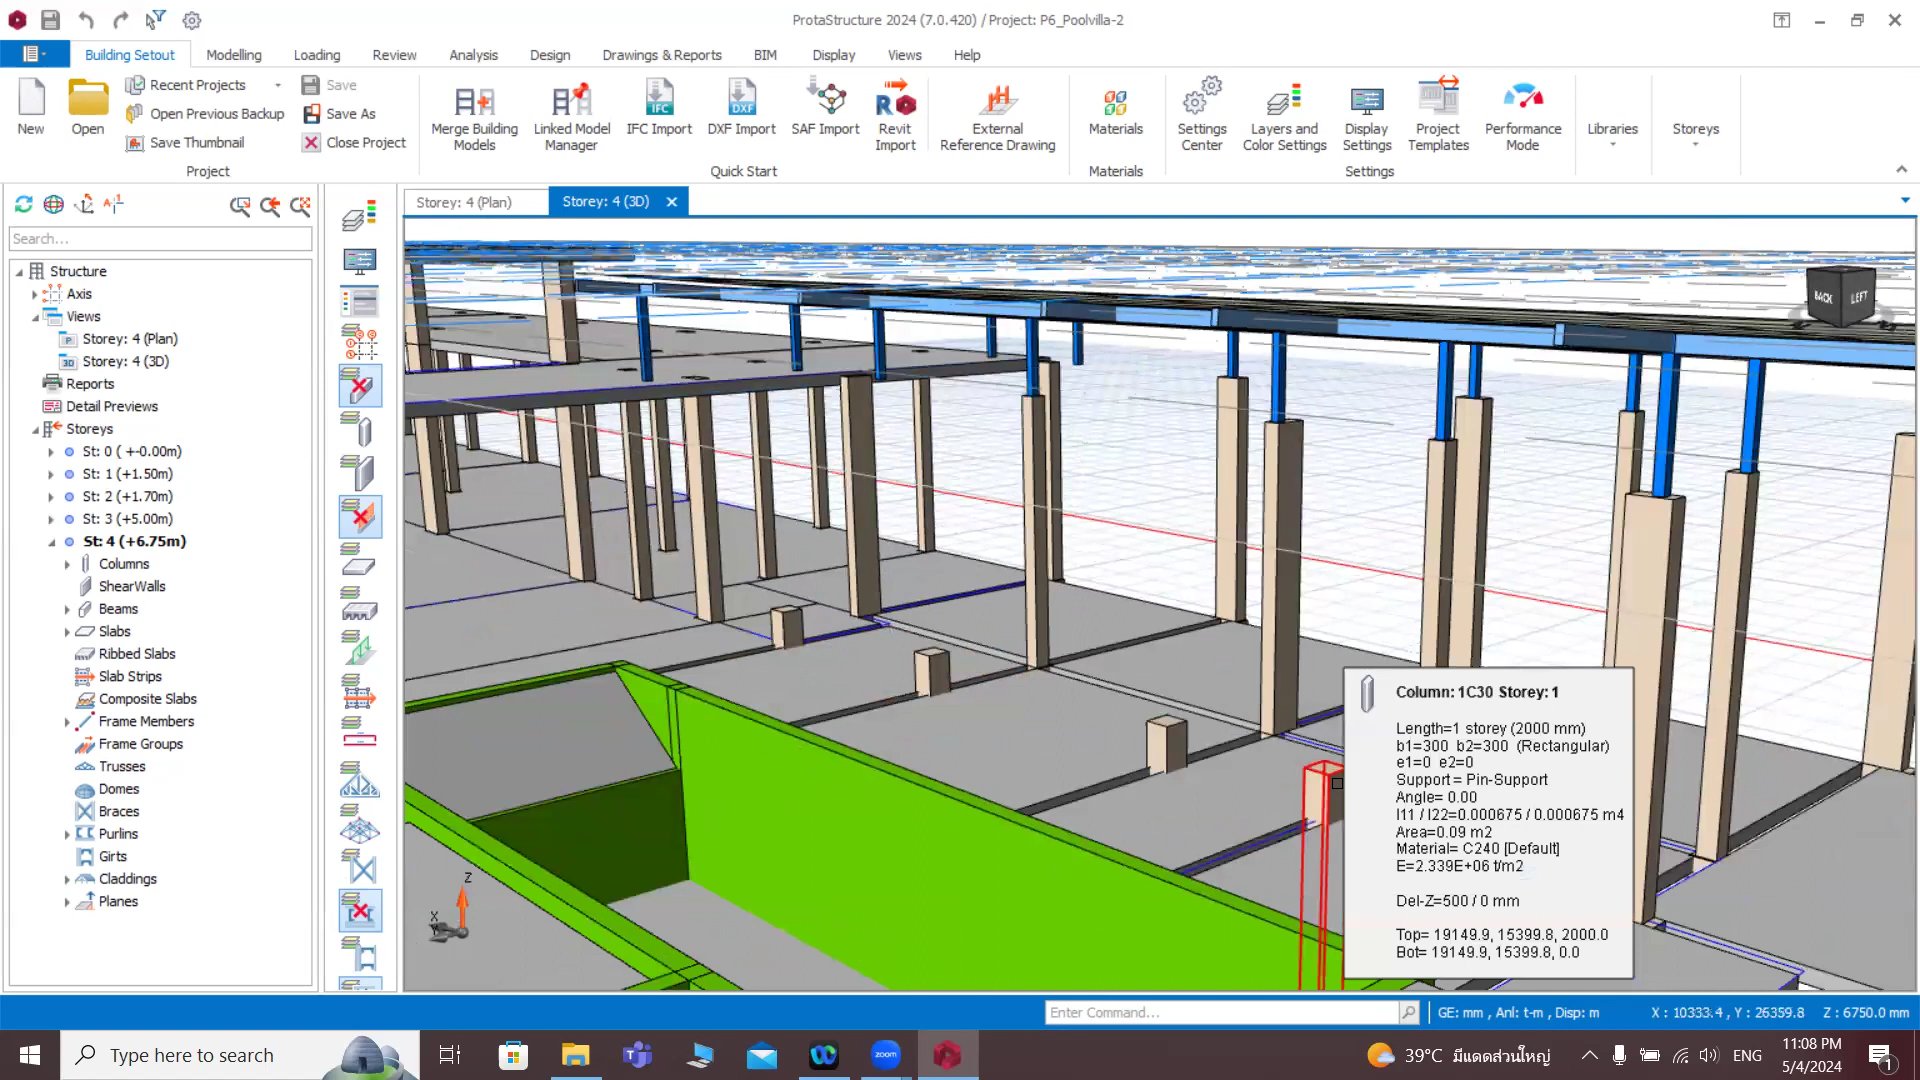 ProtaStructure 2024 (7.0.420) / Project: P6_Poolvilla-2
Building Setout
Modelling
Loading
Review
Analysis
Design
Drawings & Reports
BIM
Display
Views
Help
New
Open
Recent Projects
Open Previous Backup
Save Thumbnail
Save
Save As
Close Project
Project
Merge Building
Models
Linked Model
Manager
IFC
IFC Import
DXF
DXF Import
SAF Import
R
Revit
Import
External
Reference Drawing
Quick Start
Materials
Materials
Settings
Center
Layers and
Color Settings
Display
Settings
Project
Templates
Performance
Mode
Settings
Libraries
Storeys
Search...
Structure
Axis
Views
P Storey: 4 (Plan)
3D Storey: 4 (3D)
Reports
Detail Previews
Storeys
St: 0 ( +-0.00m)
St: 1 (+1.50m)
St: 2 (+1.70m)
St: 3 (+5.00m)
St: 4 (+6.75m)
Columns
ShearWalls
Beams
Slabs
Ribbed Slabs
Slab Strips
Composite Slabs
Frame Members
Frame Groups
Trusses
Domes
Braces
Purlins
Girts
Claddings
Planes
Storey: 4 (Plan)
Storey: 4 (3D)
BACK
LEFT
Z
X
Y
Column: 1C30 Storey: 1
Length=1 storey (2000 mm)
b1=300 b2=300 (Rectangular)
e1=0 e2=0
Support = Pin-Support
Angle= 0.00
I11 / I22=0.000675 / 0.000675 m4
Area=0.09 m2
Material= C240 [Default]
E=2.339E+06 t/m2
Del-Z=500 / 0 mm
Top= 19149.9, 15399.8, 2000.0
Bot= 19149.9, 15399.8, 0.0
Enter Command...
GE: mm , Anl: t-m , Disp: m
X : 10333.4 , Y : 26359.8
Z : 6750.0 mm
Type here to search
zoom
39°C มีแดดส่วนใหญ่
ENG
11:08 PM
5/4/2024
1